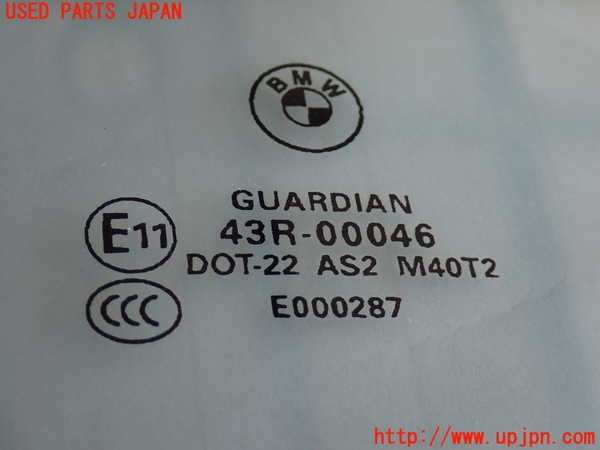 USED PARTS JAPAN
BMW
GUARDIAN
E11 43R-00046
DOT-22 AS2 M40T2
CCC E000287
http://www.upjpn.com/